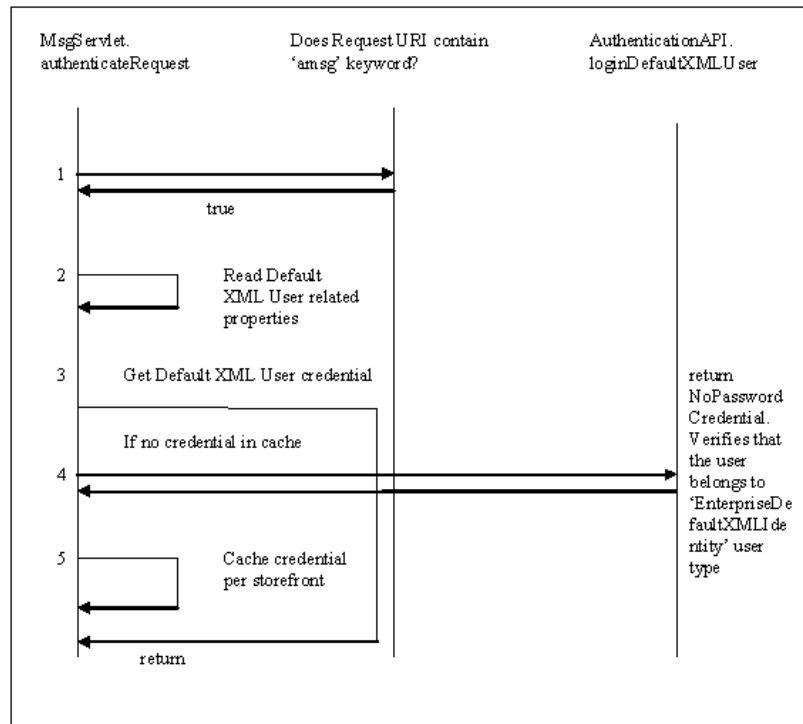 MsgServlet.
authenticateRequest
Does Request URI contain
‘amsg’ keyword?
AuthenticationAPI.
loginDefaultXMLUser
1
true
2
Read Default
XML User related
properties
3
Get Default XML User credential
return
NoPassword
Credential.
Verifies that
the user
belongs to
‘EnterpriseDe
faultXMLIde
ntity’ user
type
If no credential in cache
4
5
Cache credential
per storefront
return